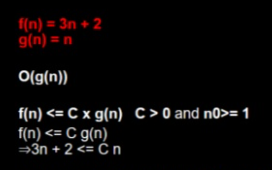 f(n) = 3n + 2
g(n) = n
O(g(n))
f(n) <= C x g(n) C > 0 and n0>= 1
f(n) <= C g(n)
⇒3n + 2 <= C n